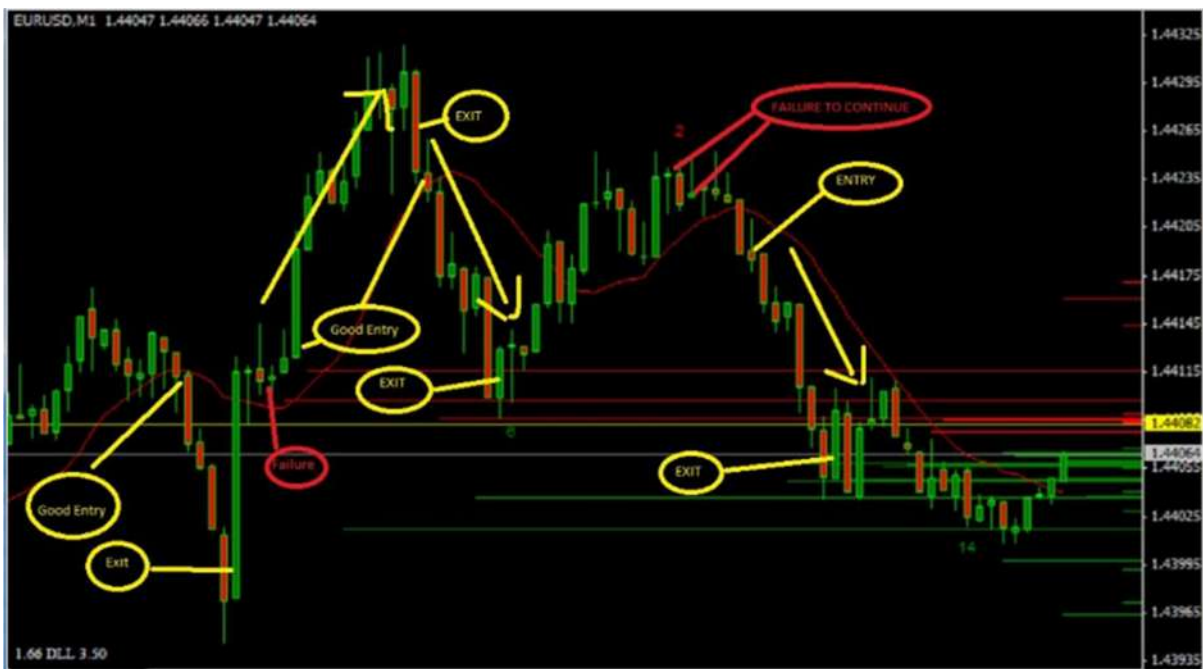 EURUSD,M1 1.44047 1.44066 1.44047 1.44064
1.44325
1.44295
EXIT
FAILURE TO CONTINUE
1.44265
2
1.44235
ENTRY
1.44205
1.44175
Good Entry
1.44145
EXIT
1.44115
1.44082
6
Failure
EXIT
1.44064
1.44055
Good Entry
1.44025
14
Exit
1.43995
1.43965
1.66 DLL 3.50
1.43935